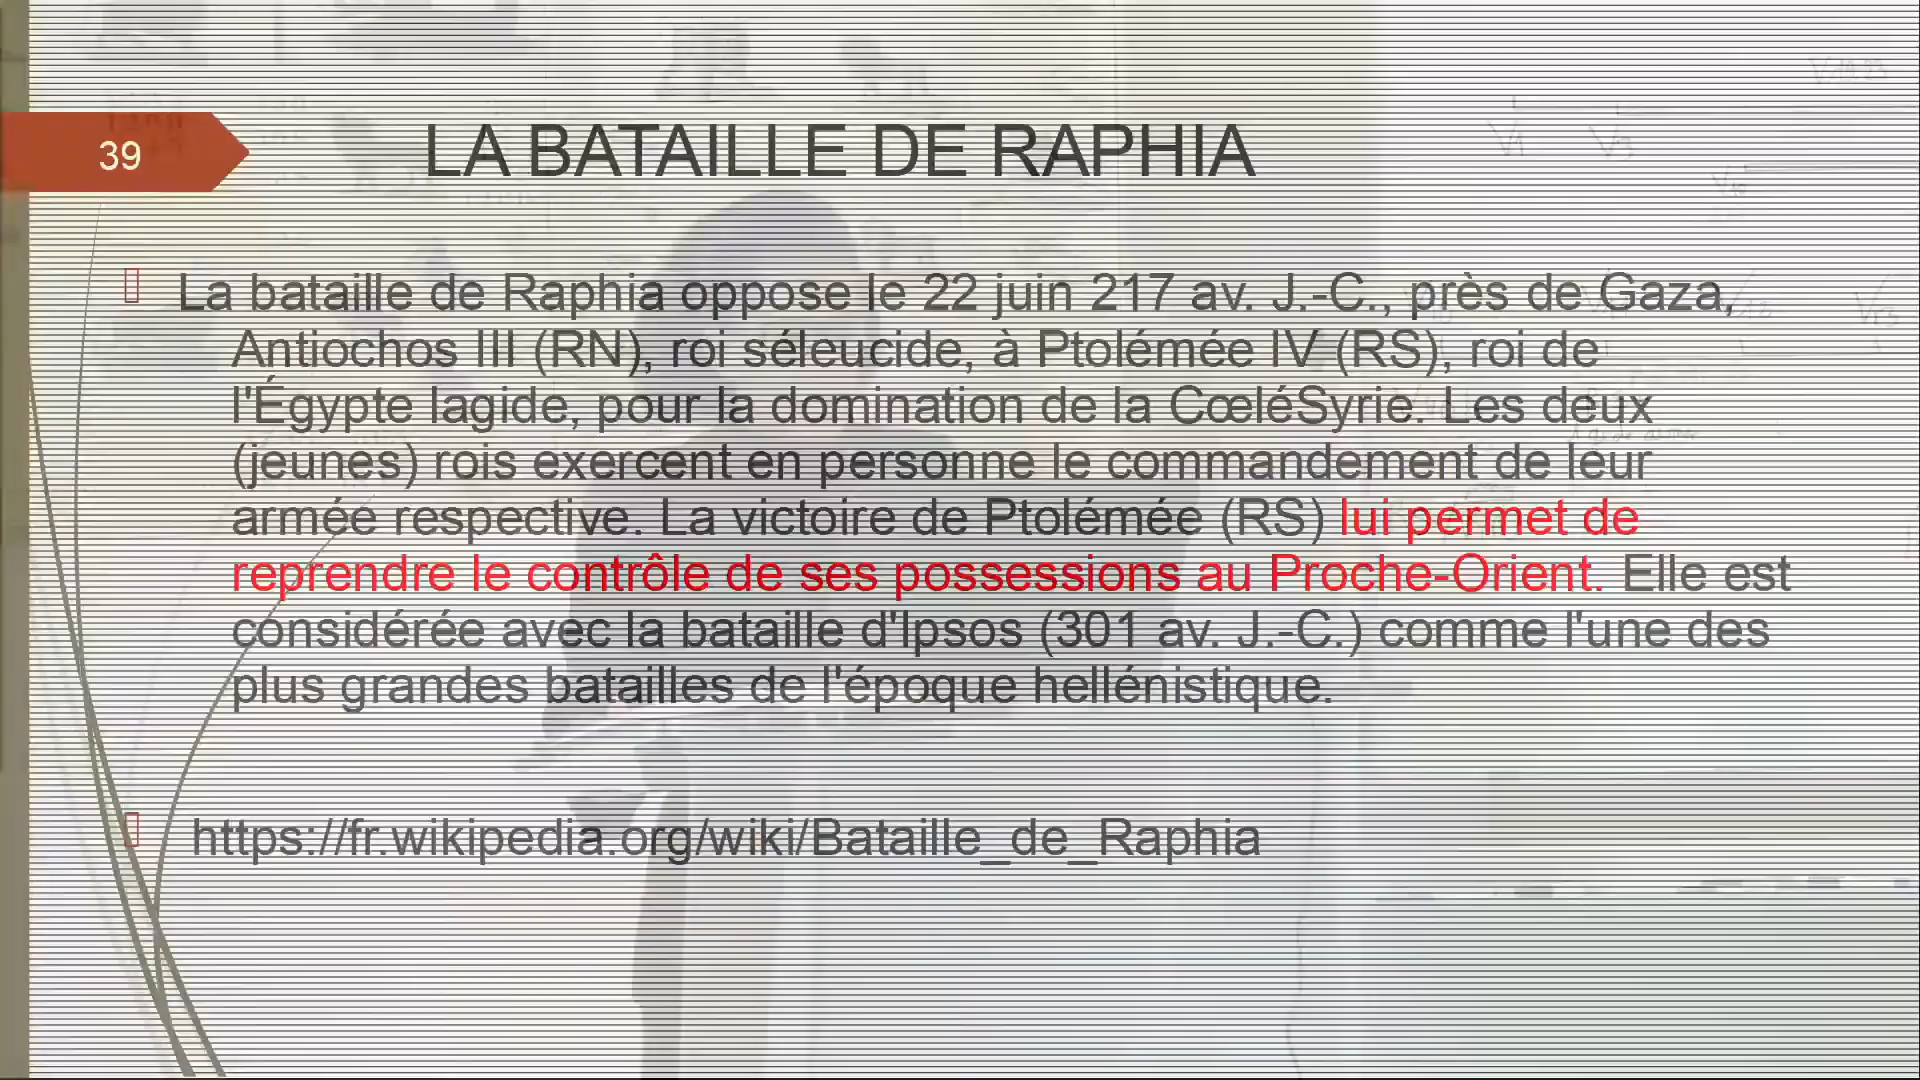 39
LA BATAILLE DE RAPHIA
La bataille de Raphia oppose le 22 juin 217 av. J.-C., près de Gaza,
Antiochos III (RN), roi séleucide, à Ptolémée IV (RS), roi de
l'Égypte lagide, pour la domination de la CœléSyrie. Les deux
(jeunes) rois exercent en personne le commandement de leur
armée respective. La victoire de Ptolémée (RS) lui permet de
reprendre le contrôle de ses possessions au Proche-Orient. Elle est
considérée avec la bataille d'Ipsos (301 av. J.-C.) comme l'une des
plus grandes batailles de l'époque hellénistique.
https://fr.wikipedia.org/wiki/Bataille_de_Raphia